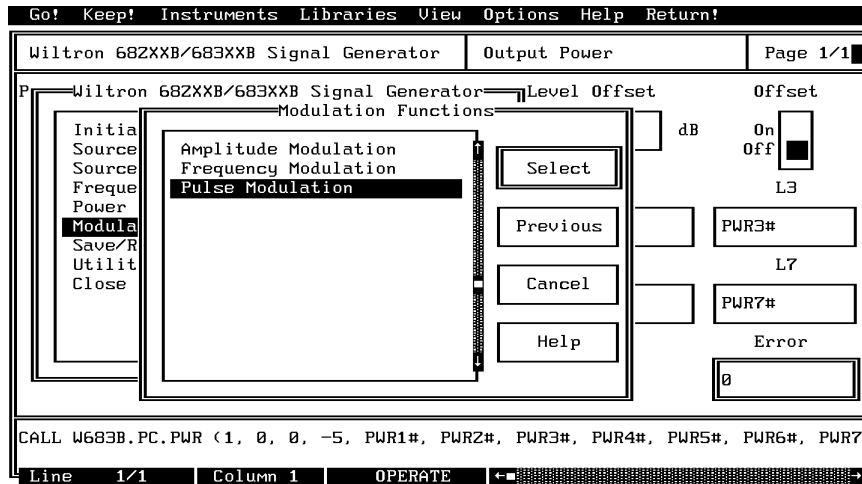 Go! Keep! Instruments Libraries View Options Help Return!
Wiltron 682XXB/683XXB Signal Generator Output Power Page 1/1
P Wiltron 682XXB/683XXB Signal Generator Level Offset Offset
Modulation Functions
Initia dB On
Source Amplitude Modulation Off
Source Frequency Modulation Select
Freque Pulse Modulation L3
Power
Modula Previous PWR3#
Save/R
Utilit L7
Close Cancel
PWR7#
Help Error
0
CALL W683B.PC.PWR (1, 0, 0, -5, PWR1#, PWR2#, PWR3#, PWR4#, PWR5#, PWR6#, PWR7
Line 1/1 Column 1 OPERATE